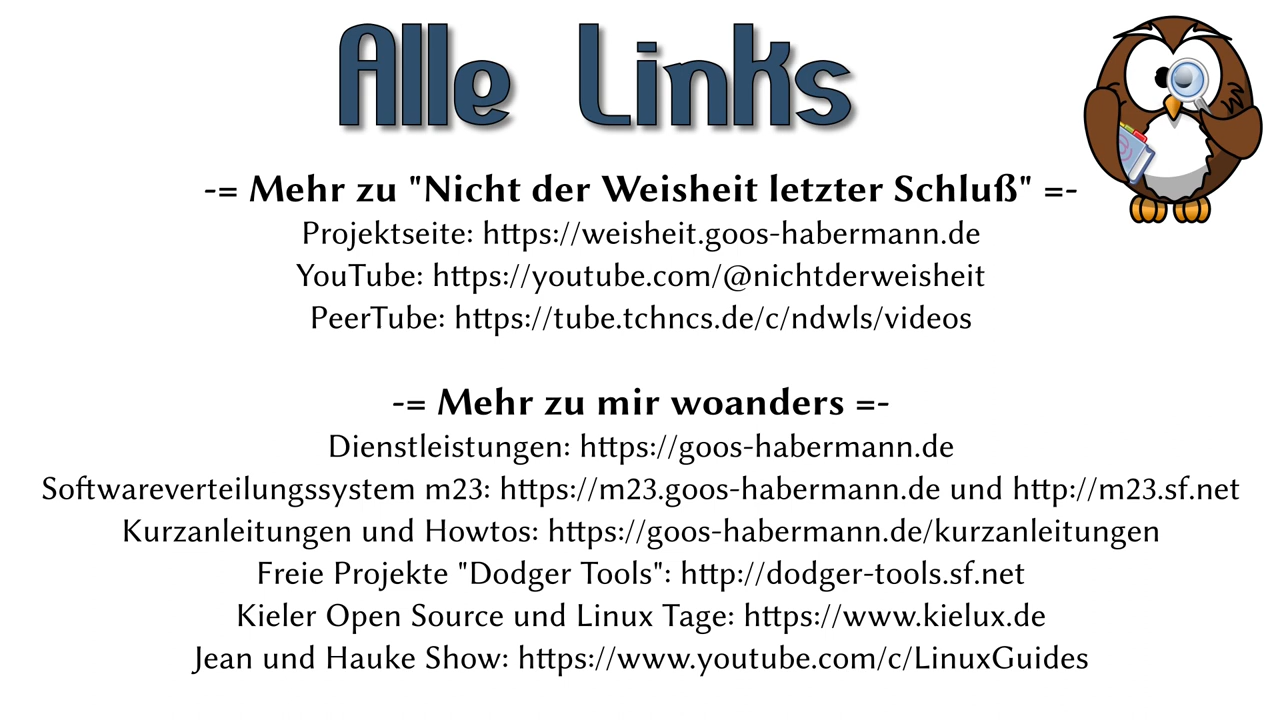 Alle Links
-= Mehr zu "Nicht der Weisheit letzter Schluß" =-
Projektseite: https://weisheit.goos-habermann.de
YouTube: https://youtube.com/@nichtderweisheit
PeerTube: https://tube.tchncs.de/c/ndwls/videos
-= Mehr zu mir woanders =-
Dienstleistungen: https://goos-habermann.de
Softwareverteilungssystem m23: https://m23.goos-habermann.de und http://m23.sf.net
Kurzanleitungen und Howtos: https://goos-habermann.de/kurzanleitungen
Freie Projekte "Dodger Tools": http://dodger-tools.sf.net
Kieler Open Source und Linux Tage: https://www.kielux.de
Jean und Hauke Show: https://www.youtube.com/c/LinuxGuides